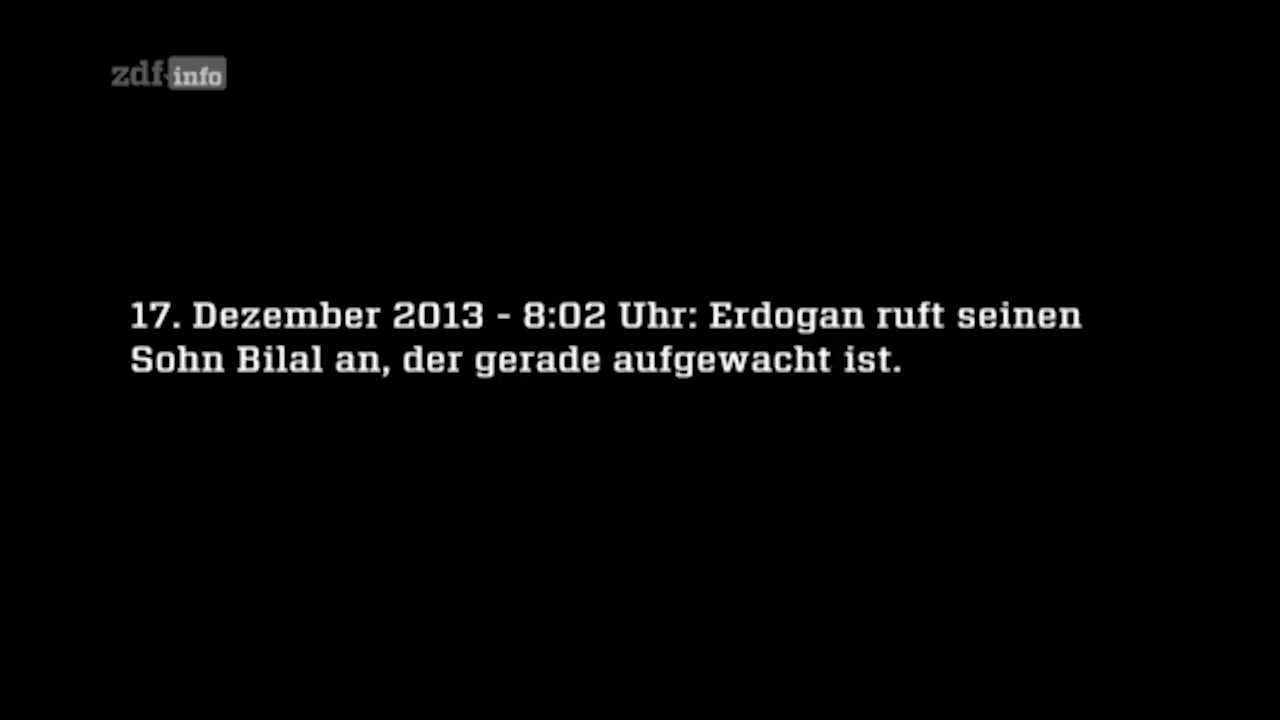 zdf info
17. Dezember 2013 - 8:02 Uhr: Erdogan ruft seinen
Sohn Bilal an, der gerade aufgewacht ist.